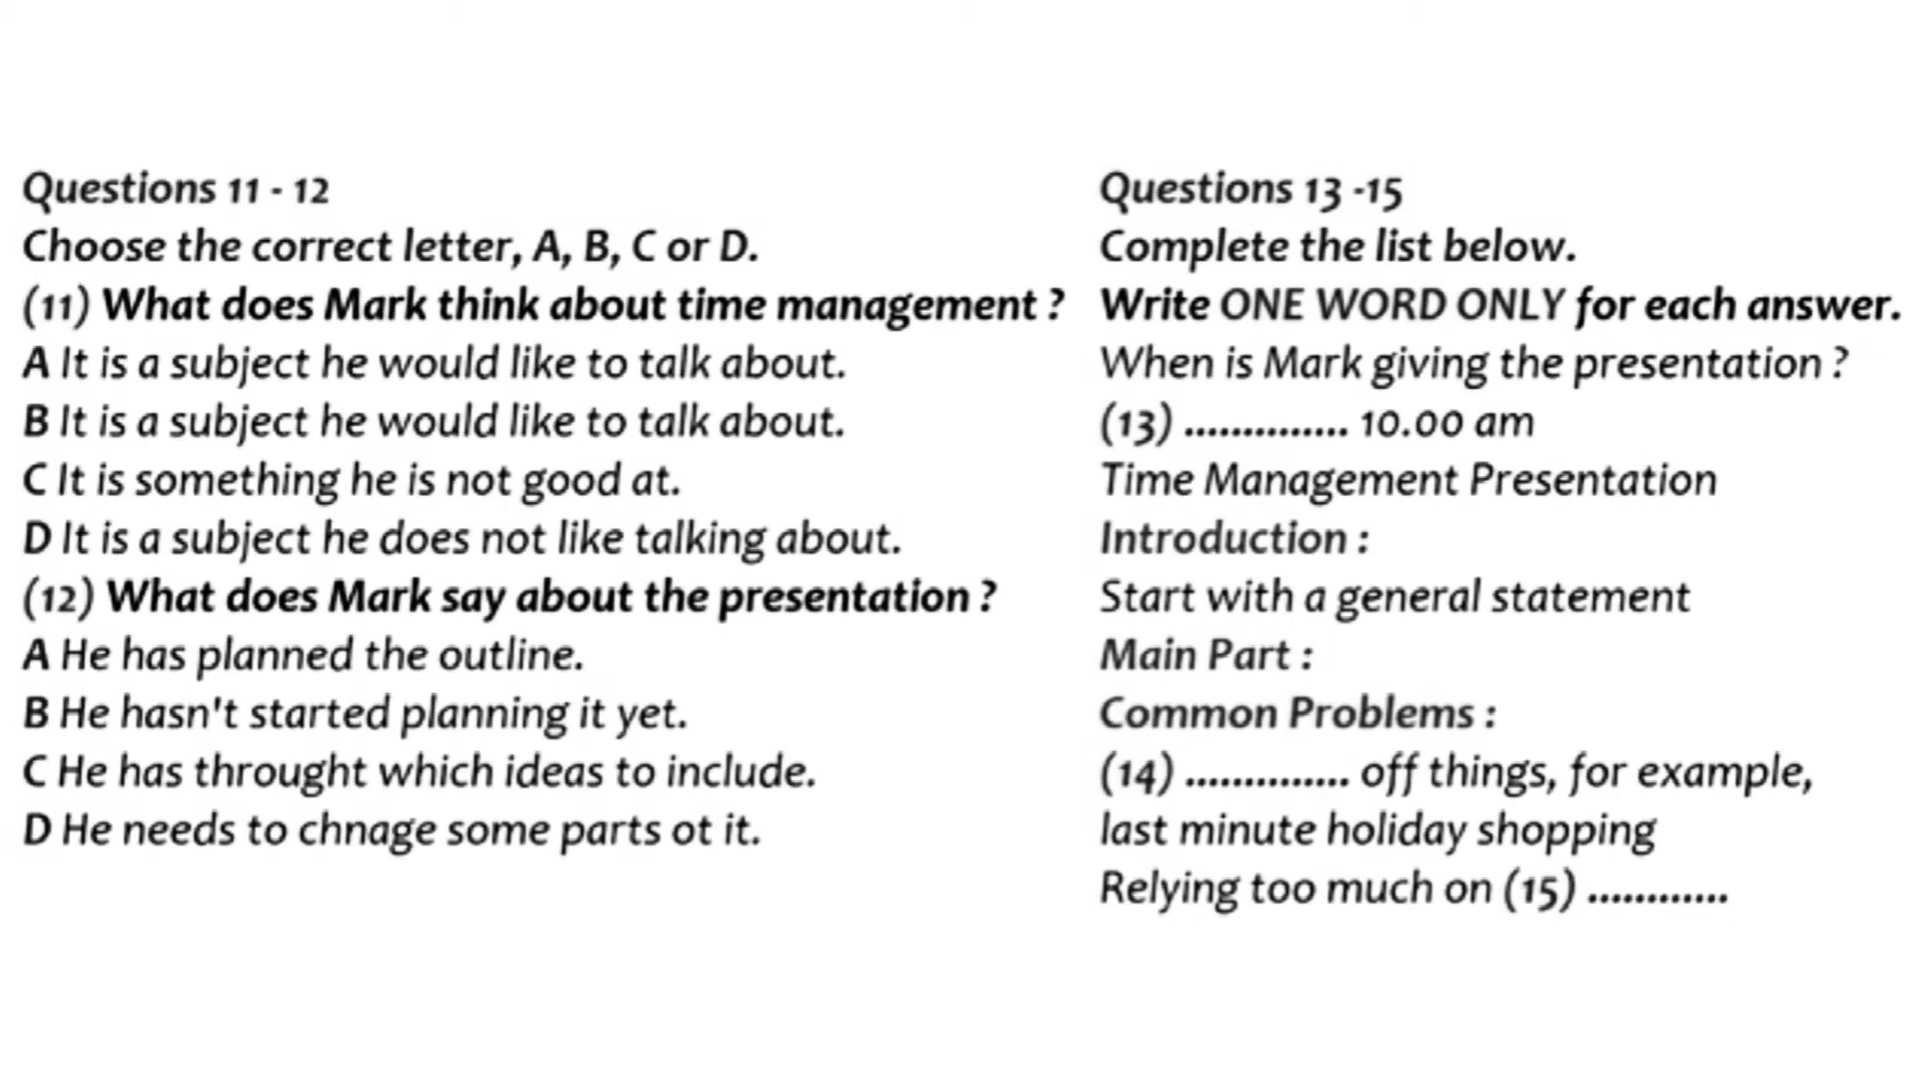 Questions 11 - 12
Choose the correct letter, A, B, C or D.
(11) What does Mark think about time management ?
A It is a subject he would like to talk about.
B It is a subject he would like to talk about.
C It is something he is not good at.
D It is a subject he does not like talking about.
(12) What does Mark say about the presentation ?
A He has planned the outline.
B He hasn't started planning it yet.
C He has throught which ideas to include.
D He needs to chnage some parts ot it.
Questions 13 -15
Complete the list below.
Write ONE WORD ONLY for each answer.
When is Mark giving the presentation ?
(13) .............. 10.00 am
Time Management Presentation
Introduction :
Start with a general statement
Main Part :
Common Problems :
(14) .............. off things, for example,
last minute holiday shopping
Relying too much on (15) ............